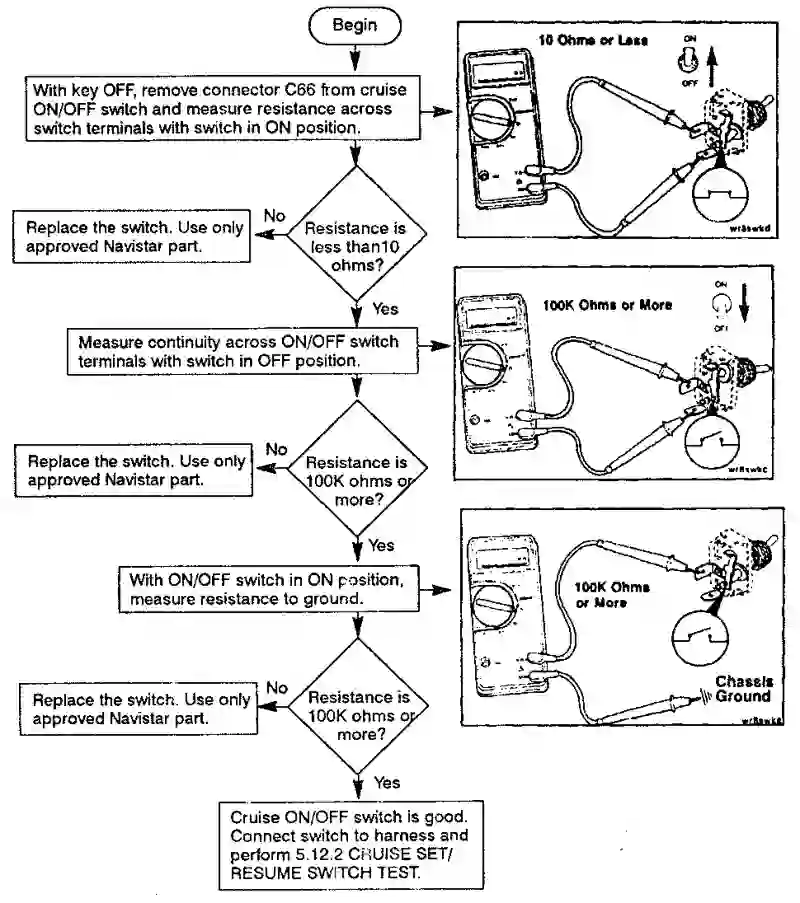 Begin
With key OFF, remove connector C66 from cruise
ON/OFF switch and measure resistance across
switch terminals with switch in ON position.
10 Ohms or Less
ON
OFF
wr8swkd
No
Resistance is
less than10
ohms?
Replace the switch. Use only
approved Navistar part.
Yes
Measure continuity across ON/OFF switch
terminals with switch in OFF position.
100K Ohms or More
ON
OFF
wr8swkc
No
Resistance is
100K ohms or
more?
Replace the switch. Use only
approved Navistar part.
Yes
With ON/OFF switch in ON position,
measure resistance to ground.
100K Ohms
or More
Chassis
Ground
No
Resistance is
100K ohms or
more?
Replace the switch. Use only
approved Navistar part.
Yes
Cruise ON/OFF switch is good.
Connect switch to harness and
perform 5.12.2 CRUISE SET/
RESUME SWITCH TEST.